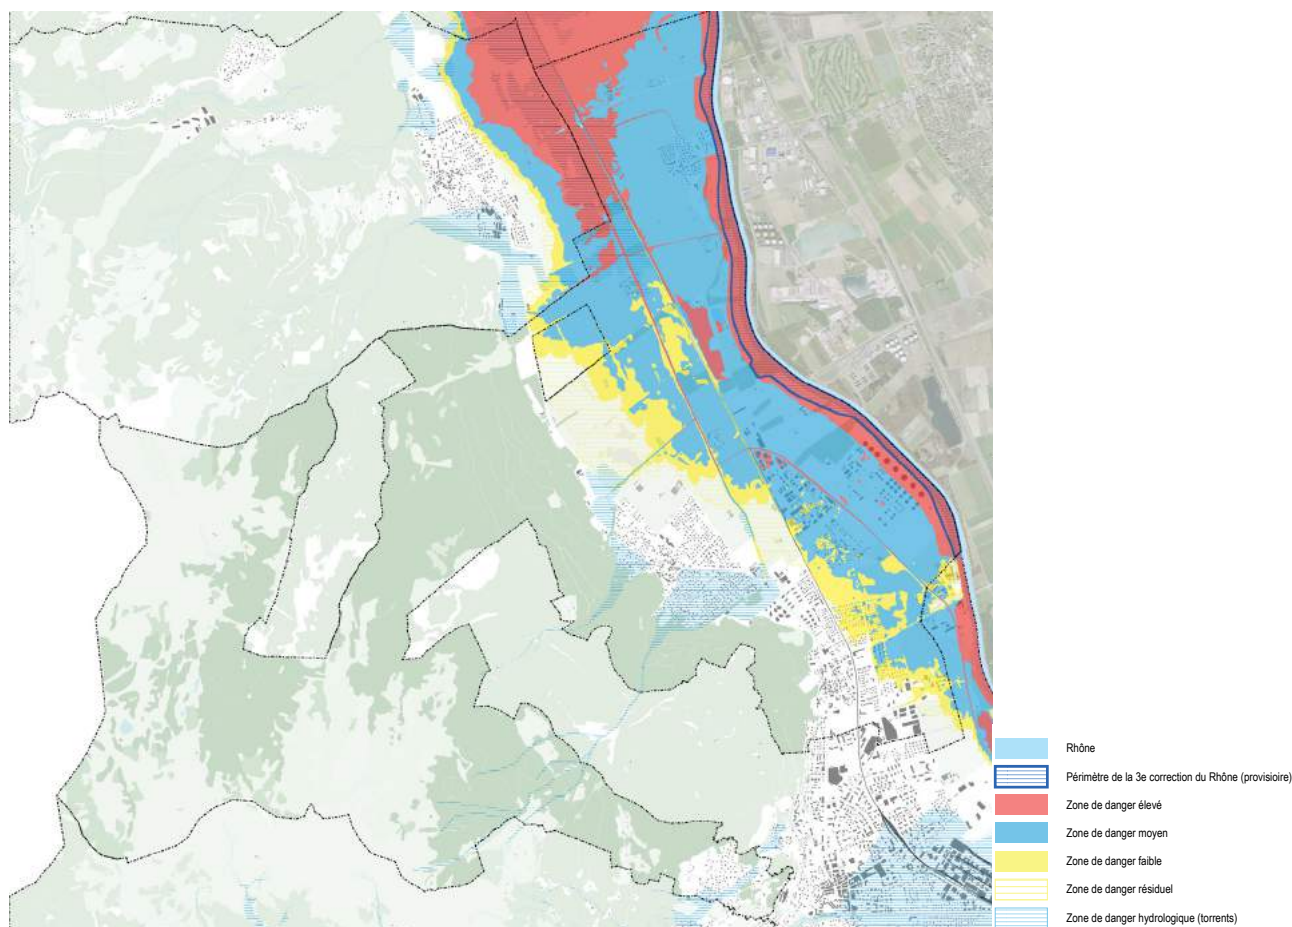 Rhône
Périmètre de la 3e correction du Rhône (provisioire)
Zone de danger élevé
Zone de danger moyen
Zone de danger faible
Zone de danger résiduel
Zone de danger hydrologique (torrents)